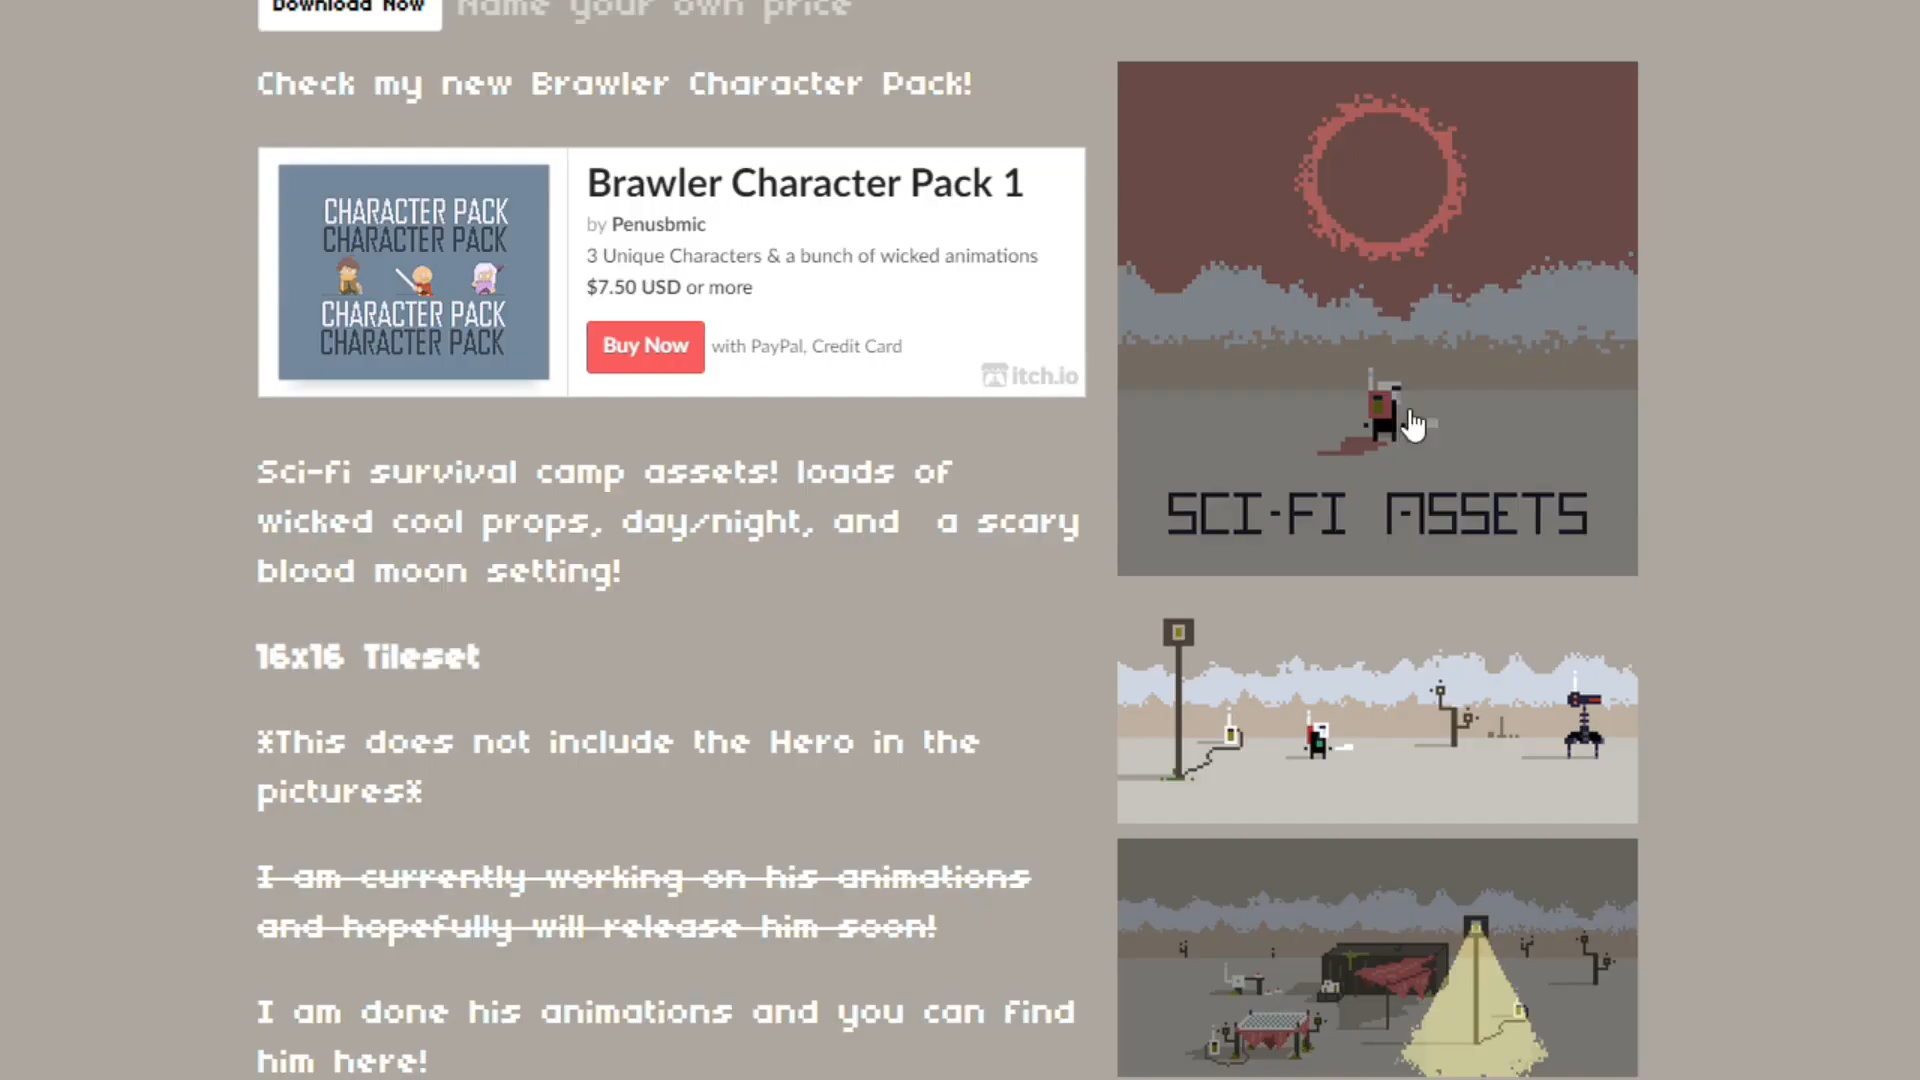 Download Now Name your own price
Check my new Brawler Character Pack!
CHARACTER PACK
CHARACTER PACK
CHARACTER PACK
CHARACTER PACK
Brawler Character Pack 1
by Penusbmic
3 Unique Characters & a bunch of wicked animations
$7.50 USD or more
Buy Now with PayPal, Credit Card
itch.io
Sci-fi survival camp assets! loads of
wicked cool props, day/night, and a scary
blood moon setting!
16x16 Tileset
*This does not include the Hero in the
pictures*
I am currently working on his animations
and hopefully will release him soon!
I am done his animations and you can find
him here!
SCI-FI ASSETS